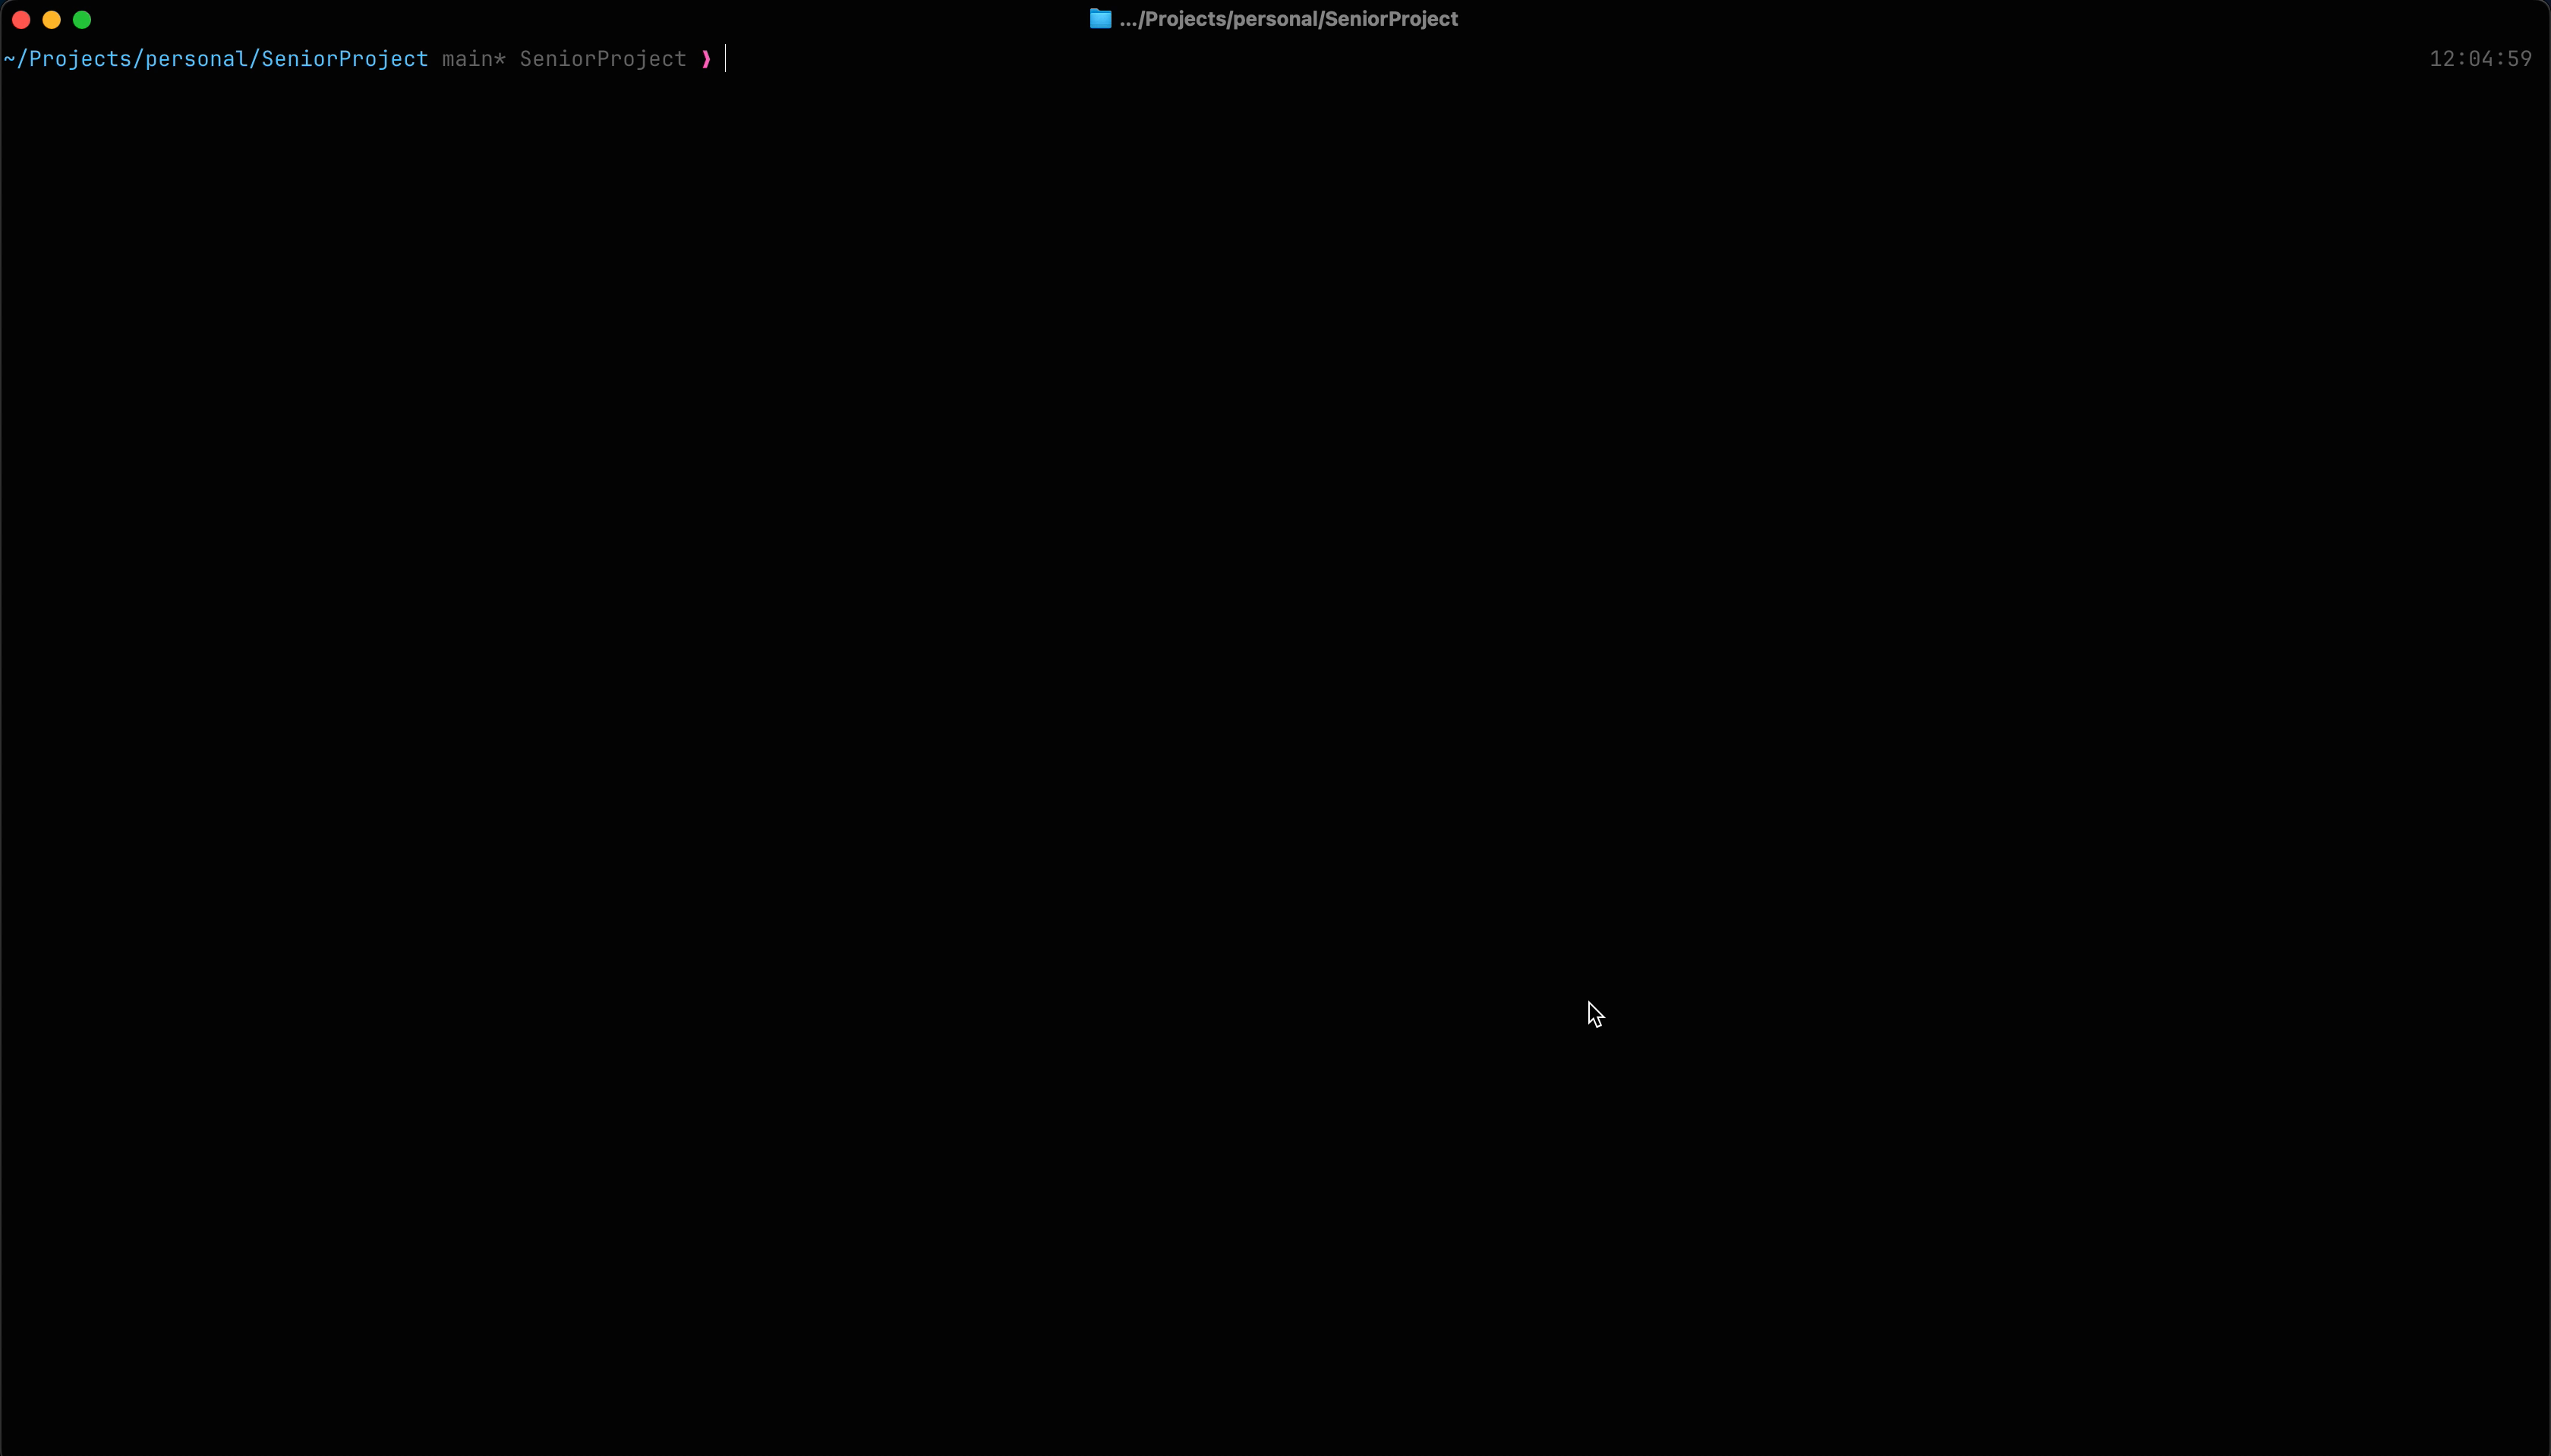 .../Projects/personal/SeniorProject
~/Projects/personal/SeniorProject main* SeniorProject ❱ 12:04:59